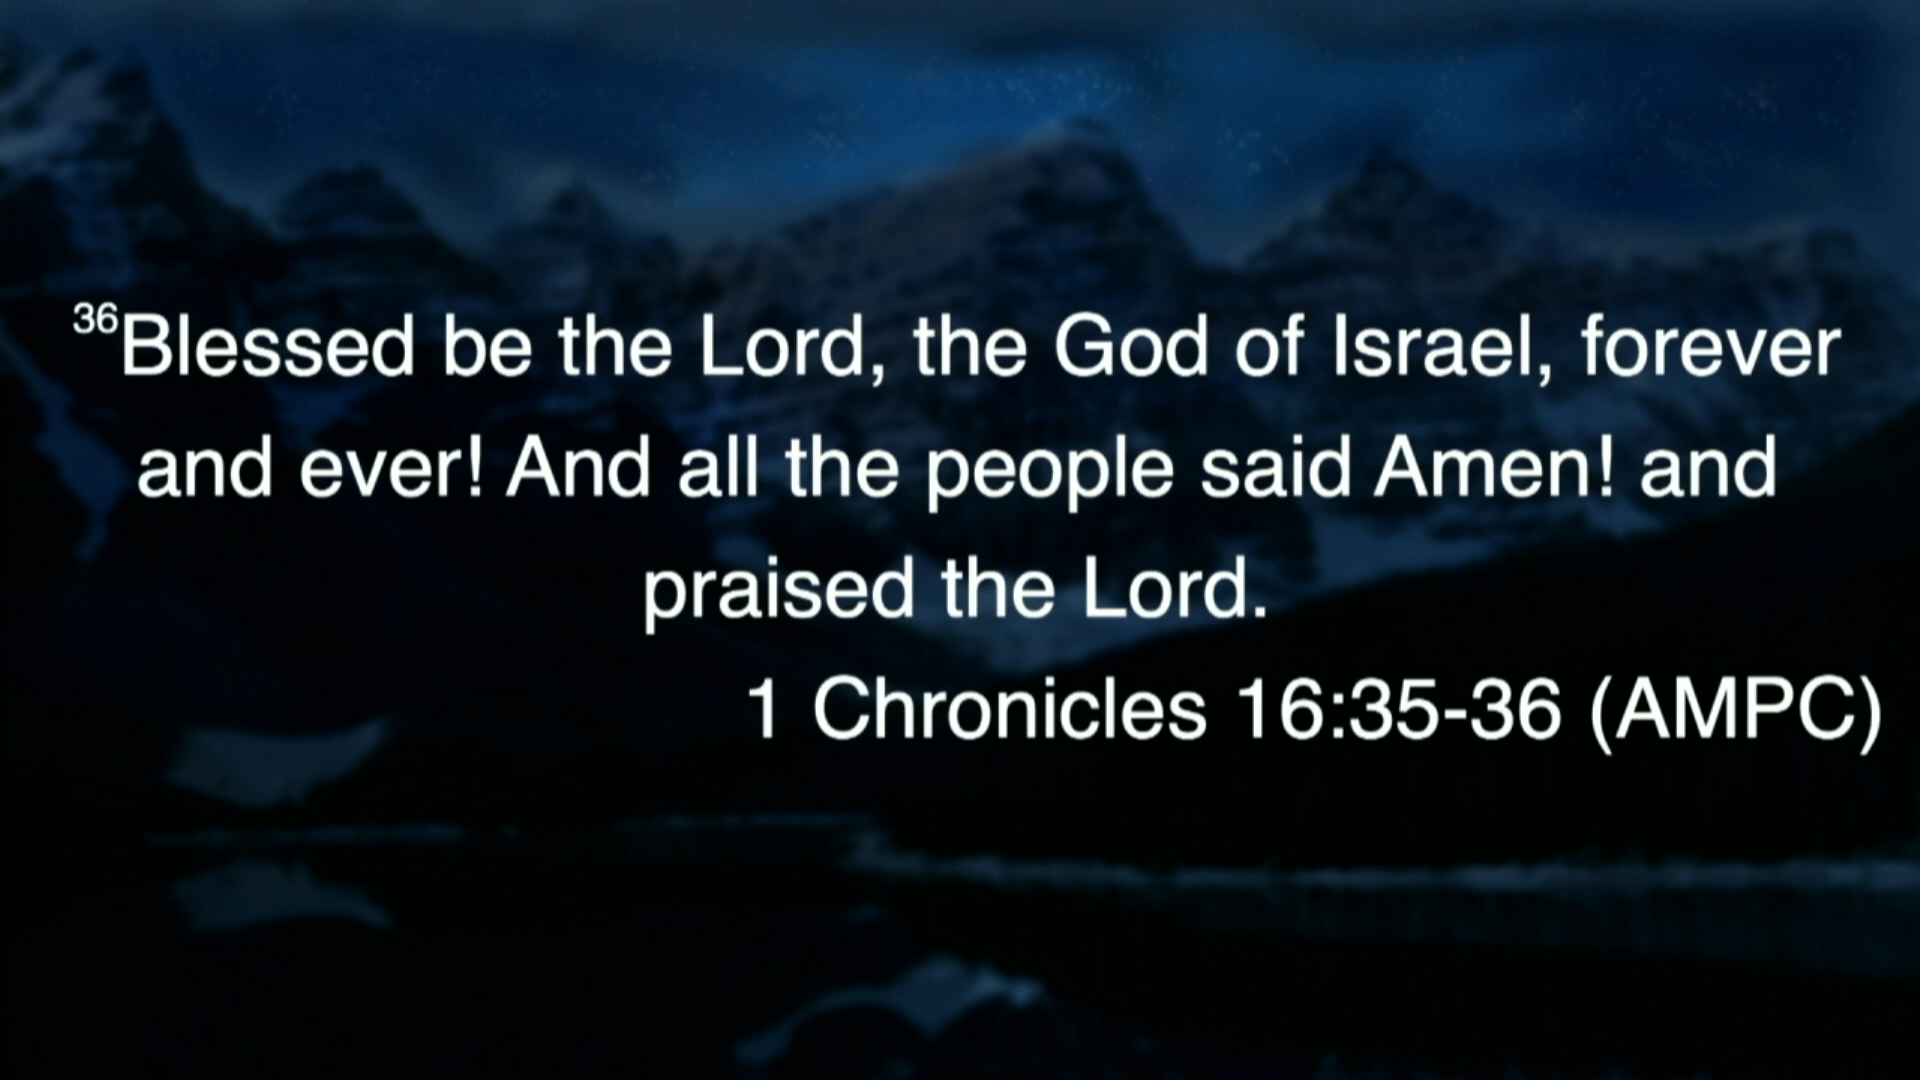 36Blessed be the Lord, the God of Israel, forever
and ever! And all the people said Amen! and
praised the Lord.
1 Chronicles 16:35-36 (AMPC)